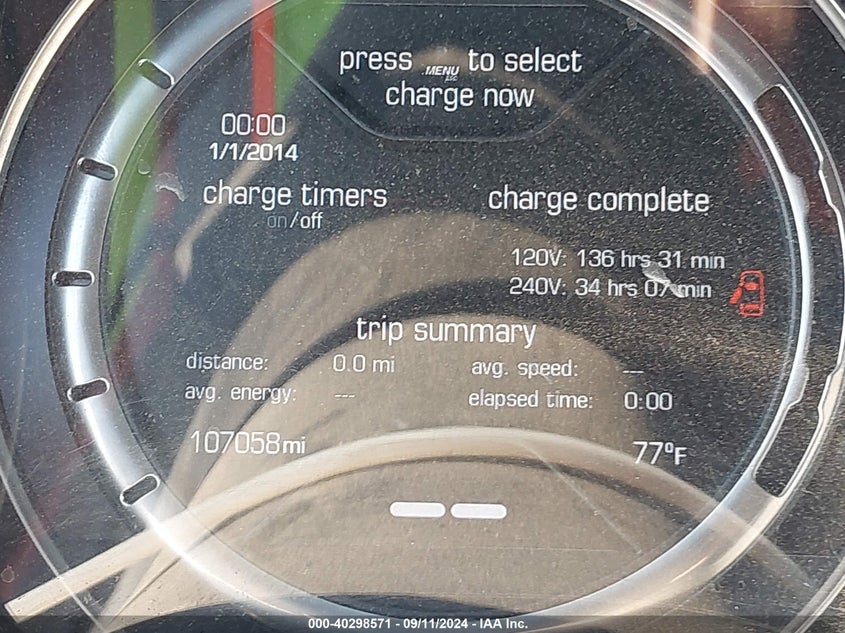 press MENU to select
esc
charge now
00:00
1/1/2014
charge timers
on/off
charge complete
120V: 136 hrs 31 min
240V: 34 hrs 07 min
trip summary
distance: 0.0 mi
avg. speed: ---
avg. energy: ---
elapsed time: 0:00
107058mi
77°F
000-40298571 - 09/11/2024 - IAA Inc.